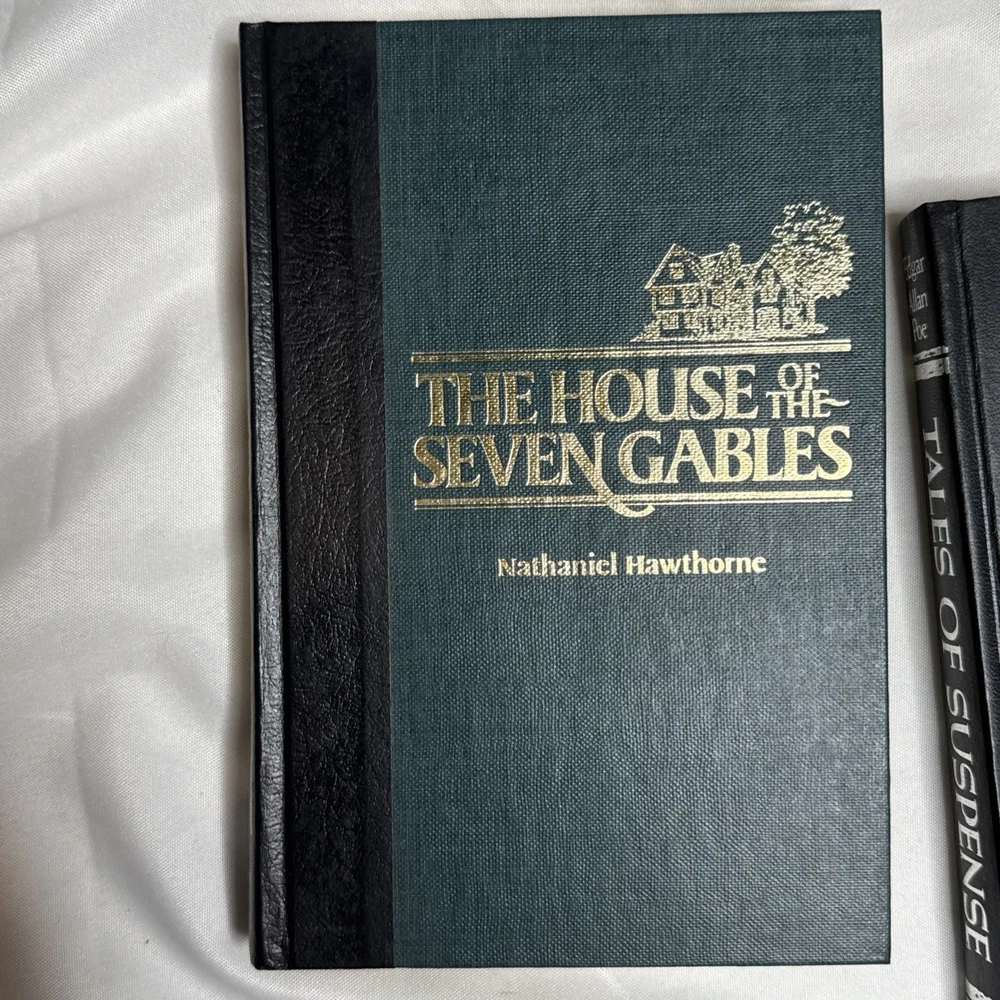 THE HOUSE OF THE
SEVEN GABLES
Nathaniel Hawthorne
Edgar
Allan
Poe
TALES OF SUSPENSE